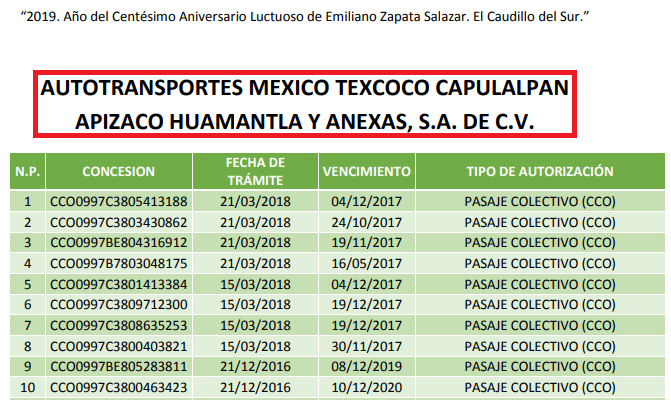 “2019. Año del Centésimo Aniversario Luctuoso de Emiliano Zapata Salazar. El Caudillo del Sur.”
AUTOTRANSPORTES MEXICO TEXCOCO CAPULALPAN
APIZACO HUAMANTLA Y ANEXAS, S.A. DE C.V.
N.P. CONCESION FECHA DE TRÁMITE VENCIMIENTO TIPO DE AUTORIZACIÓN
1 CCO0997C3805413188 21/03/2018 04/12/2017 PASAJE COLECTIVO (CCO)
2 CCO0997C3803430862 21/03/2018 24/10/2017 PASAJE COLECTIVO (CCO)
3 CCO0997BE804316912 21/03/2018 19/11/2017 PASAJE COLECTIVO (CCO)
4 CCO0997B7803048175 21/03/2018 16/05/2017 PASAJE COLECTIVO (CCO)
5 CCO0997C3801413384 15/03/2018 04/12/2017 PASAJE COLECTIVO (CCO)
6 CCO0997C3809712300 15/03/2018 19/12/2017 PASAJE COLECTIVO (CCO)
7 CCO0997C3808635253 15/03/2018 19/12/2017 PASAJE COLECTIVO (CCO)
8 CCO0997C3800403821 15/03/2018 30/11/2017 PASAJE COLECTIVO (CCO)
9 CCO0997BE805283811 21/12/2016 08/12/2019 PASAJE COLECTIVO (CCO)
10 CCO0997C3800463423 21/12/2016 10/12/2020 PASAJE COLECTIVO (CCO)